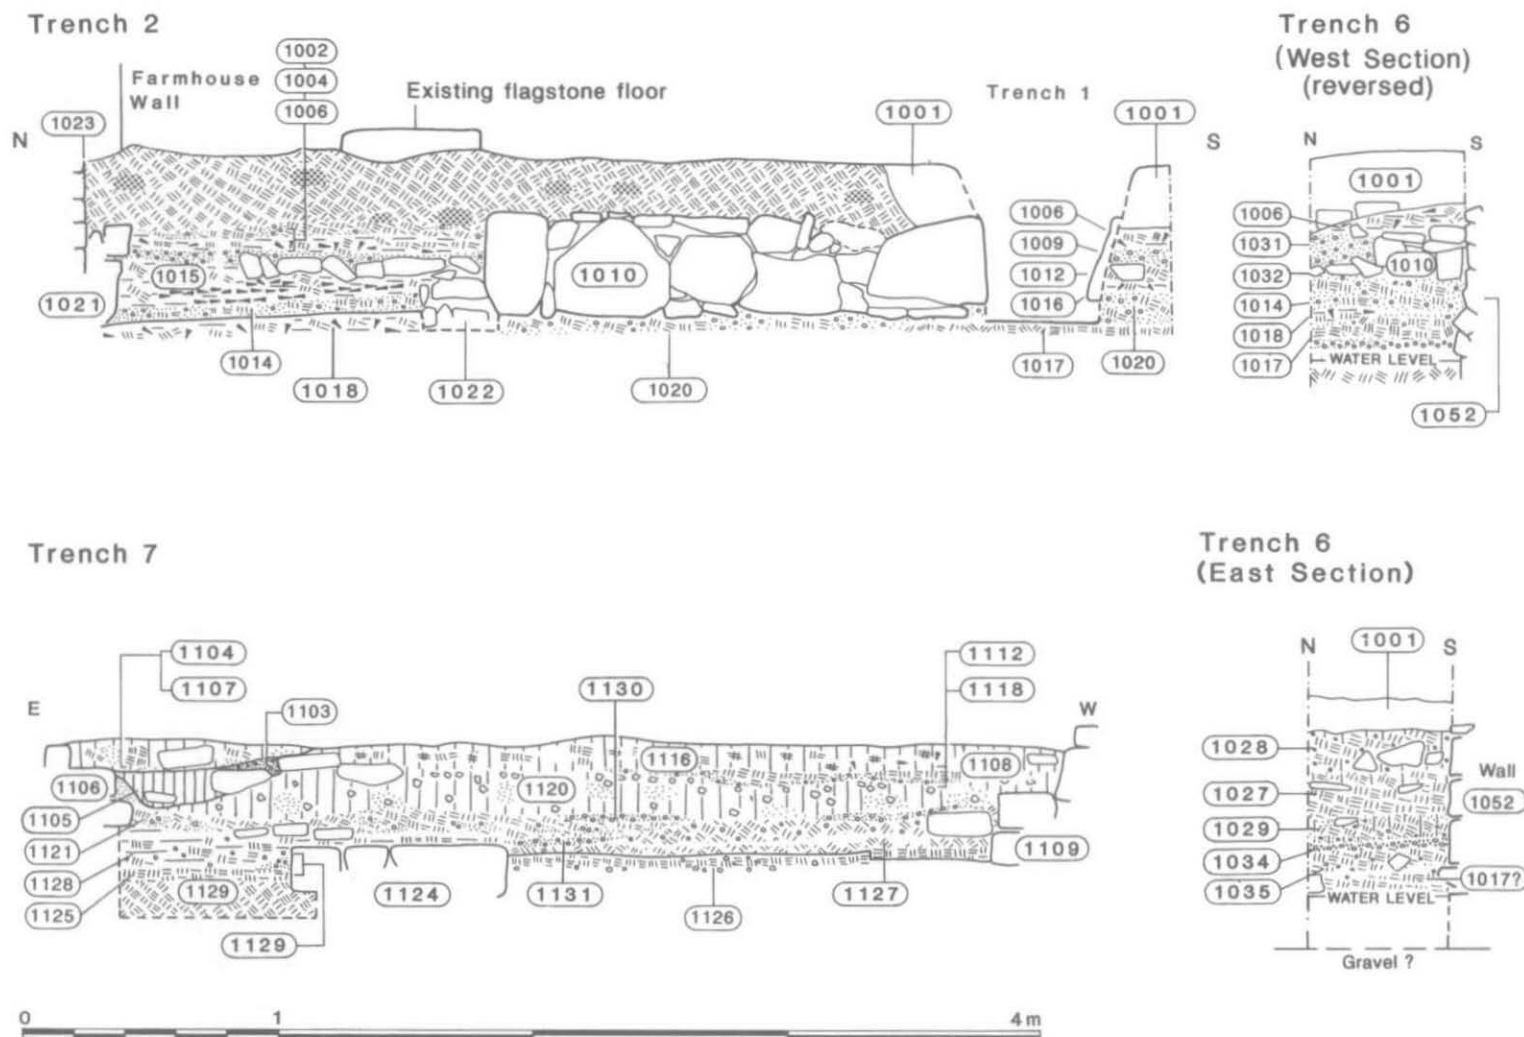 Trench 2
N
1023
Farmhouse
Wall
1002
1004
1006
Existing flagstone floor
1001
Trench 1
1001
S
1015
1010
1021
1014
1018
1022
1020
1006
1009
1012
1016
1017
1020
Trench 6
(West Section)
(reversed)
N
S
1001
1006
1031
1032
1010
1014
1018
1017
WATER LEVEL
1052
Trench 7
E
1104
1107
1103
1130
1112
1118
W
1116
1108
1106
1120
1105
1121
1109
1128
1129
1125
1124
1131
1126
1127
1129
Trench 6
(East Section)
N
1001
S
1028
1027
Wall
1052
1029
1034
1035
1017?
WATER LEVEL
Gravel ?
0
1
4m